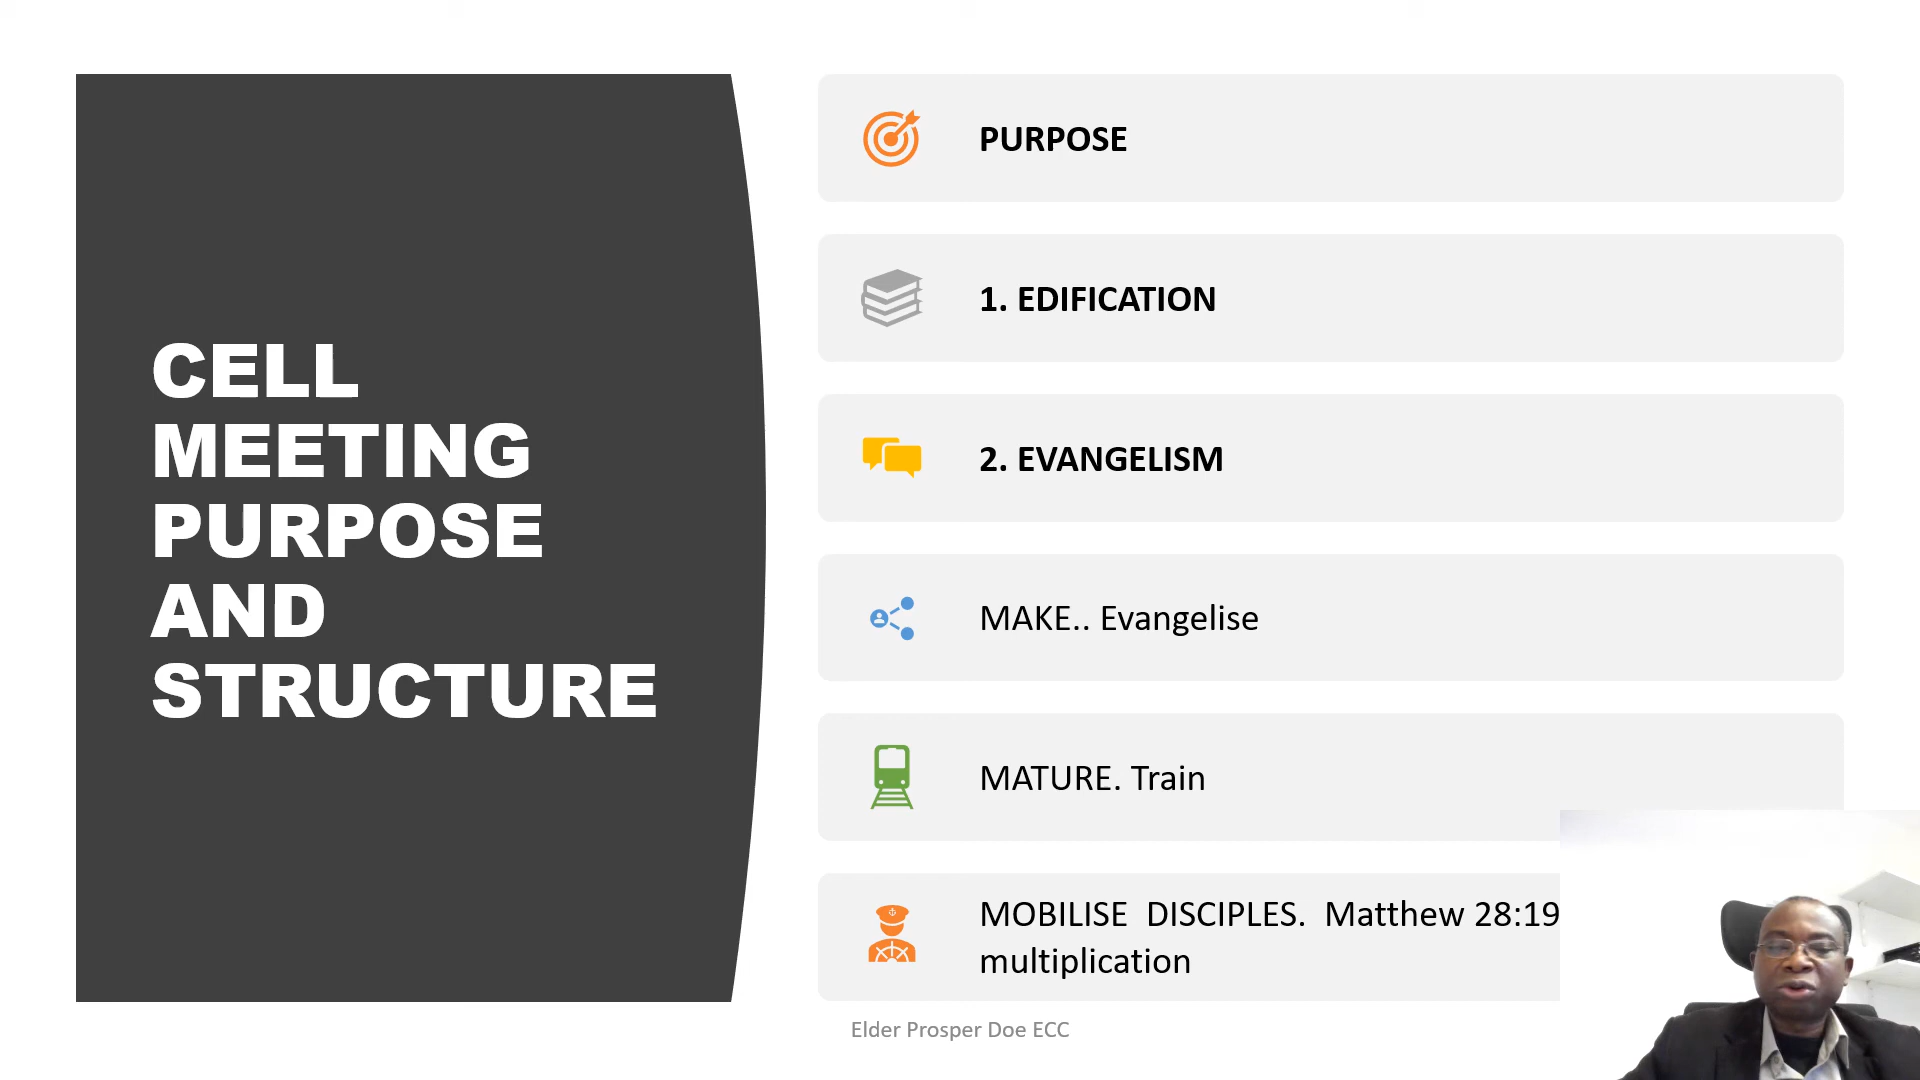 CELL
MEETING
PURPOSE
AND
STRUCTURE
PURPOSE
1. EDIFICATION
2. EVANGELISM
MAKE.. Evangelise
MATURE. Train
MOBILISE DISCIPLES. Matthew 28:19
multiplication
Elder Prosper Doe ECC